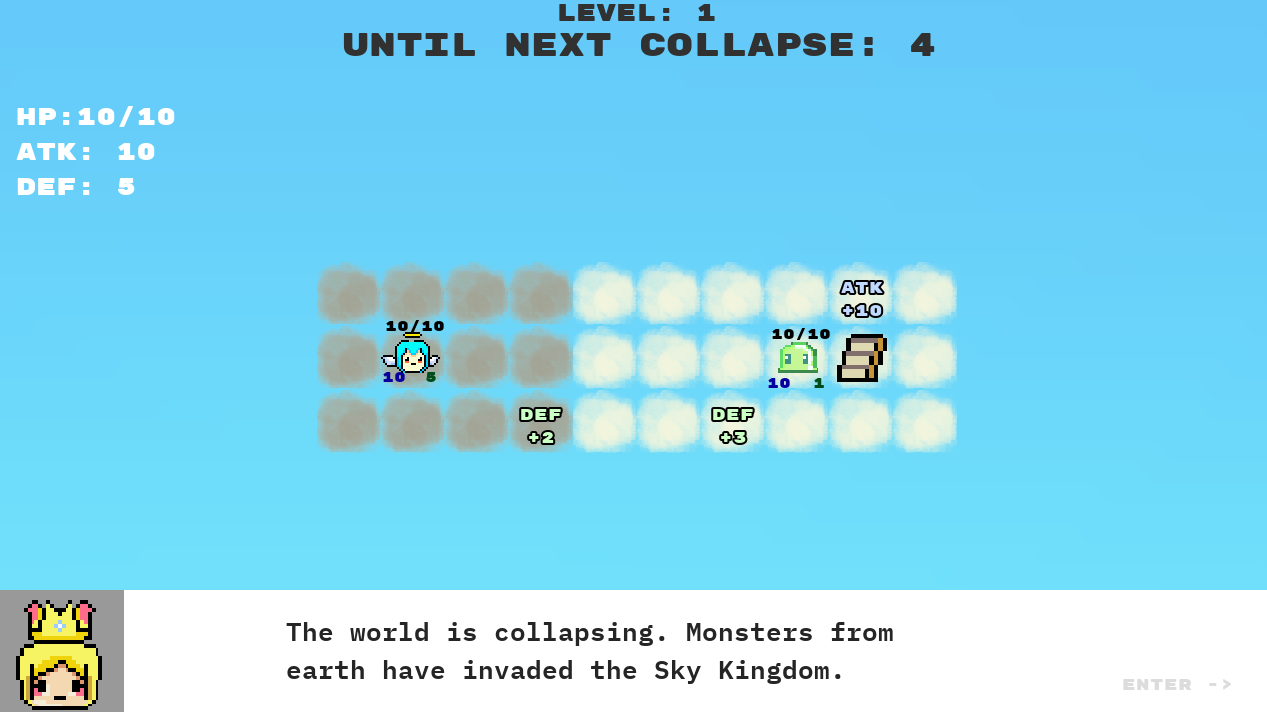 LEVEL: 1
UNTIL NEXT COLLAPSE: 4
HP:10/10
ATK: 10
DEF: 5
ATK
+10
10/10
10 5
10/10
10 1
DEF
+2
DEF
+3
The world is collapsing. Monsters from
earth have invaded the Sky Kingdom.
ENTER ->